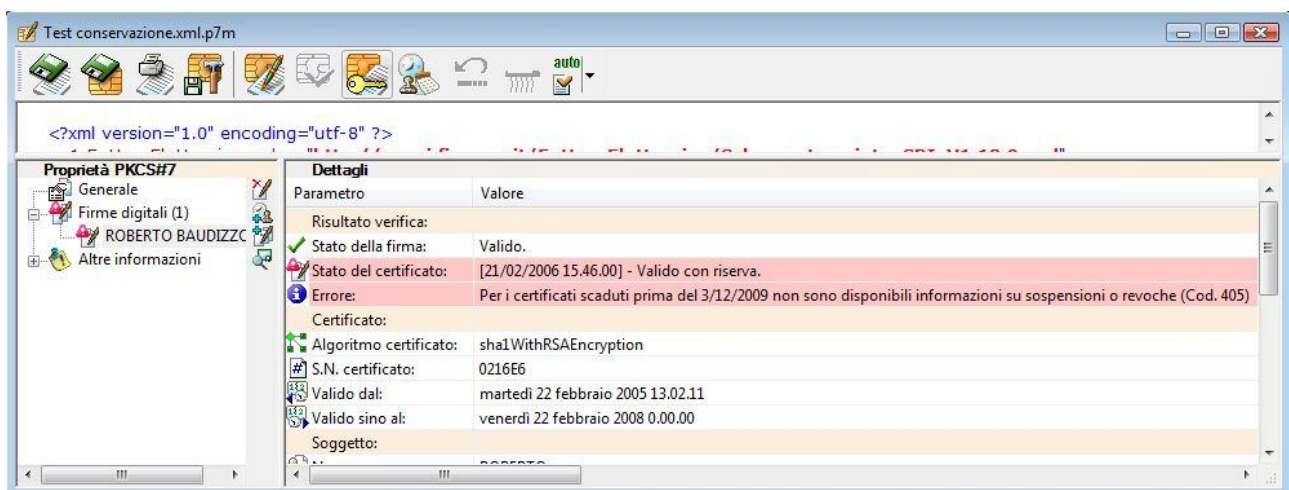 Test conservazione.xml.p7m
auto
<?xml version="1.0" encoding="utf-8" ?>
Proprietà PKCS#7
Generale
Firme digitali (1)
ROBERTO BAUDIZZC
Altre informazioni
Dettagli
Parametro Valore
Risultato verifica:
Stato della firma: Valido.
Stato del certificato: [21/02/2006 15.46.00] - Valido con riserva.
Errore: Per i certificati scaduti prima del 3/12/2009 non sono disponibili informazioni su sospensioni o revoche (Cod. 405)
Certificato:
Algoritmo certificato: sha1WithRSAEncryption
S.N. certificato: 0216E6
Valido dal: martedì 22 febbraio 2005 13.02.11
Valido sino al: venerdì 22 febbraio 2008 0.00.00
Soggetto:
ROBERTO